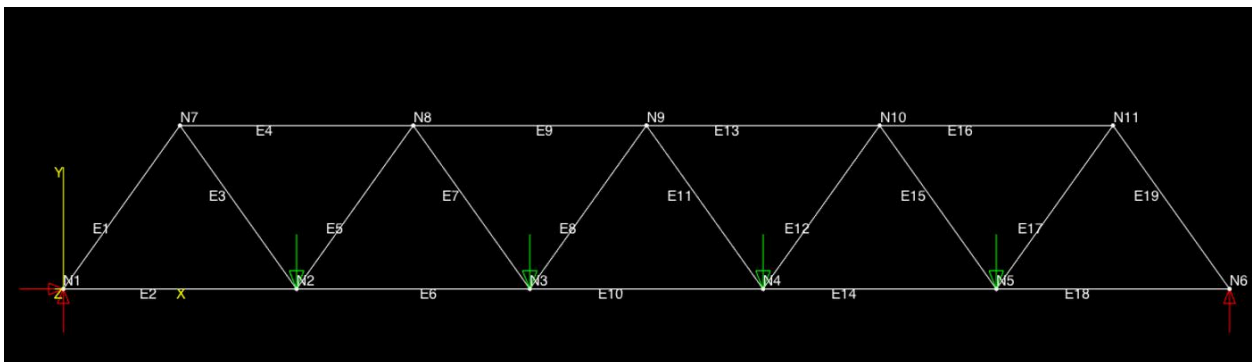 N7 N8 N9 N10 N11
E4 E9 E13 E16
Y
E3 E7 E11 E15 E19
E1 E5 E8 E12 E17
N1 N2 N3 N4 N5 N6
Z E2 X E6 E10 E14 E18